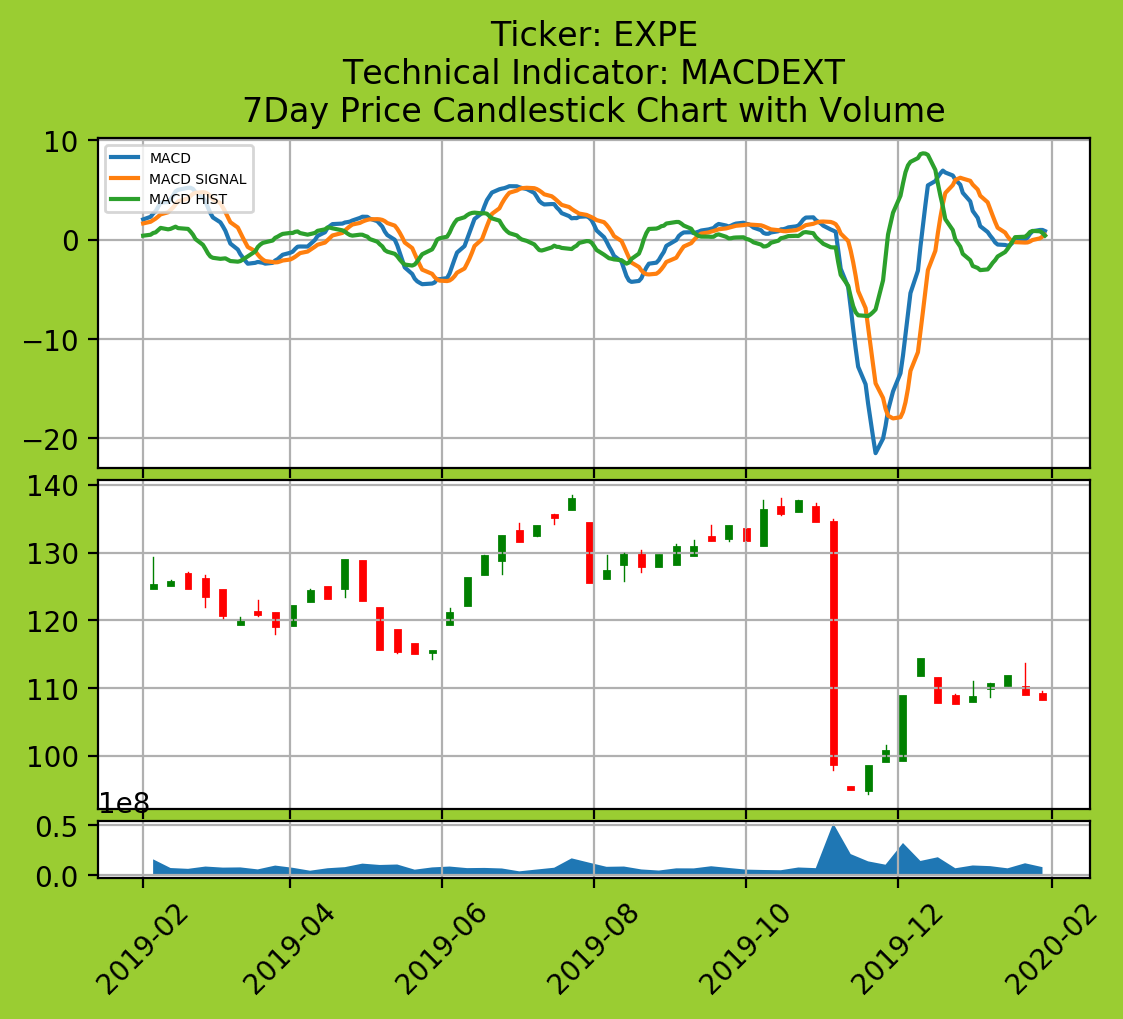 Ticker: EXPE
Technical Indicator: MACDEXT
7Day Price Candlestick Chart with Volume
MACD
MACD SIGNAL
MACD HIST
10
0
−10
−20
140
130
120
110
100
1e8
0.5
0.0
2019-02
2019-04
2019-06
2019-08
2019-10
2019-12
2020-02